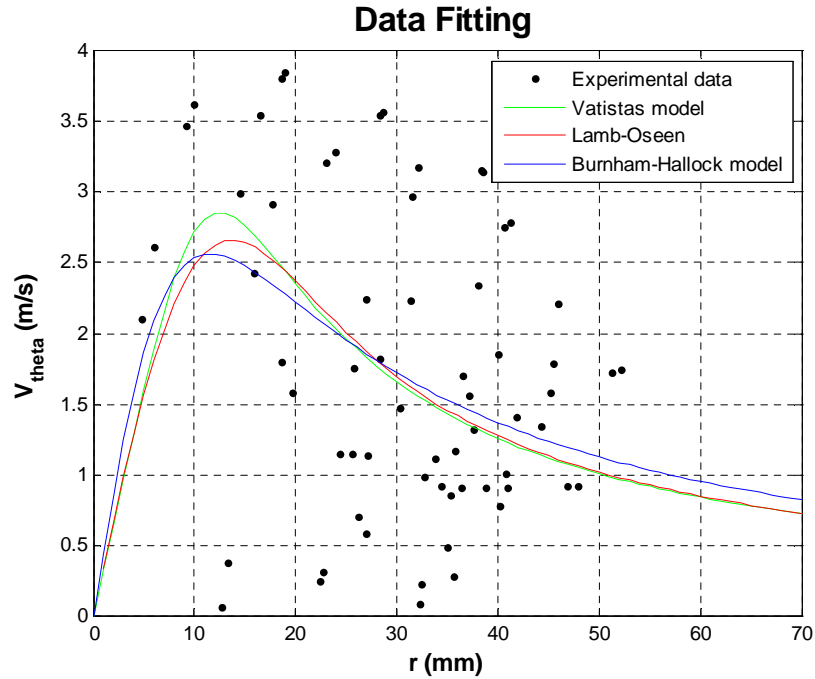 Data Fitting
4
3.5
3
2.5
2
1.5
1
0.5
0
0 10 20 30 40 50 60 70
V_theta (m/s)
r (mm)
Experimental data
Vatistas model
Lamb-Oseen
Burnham-Hallock model